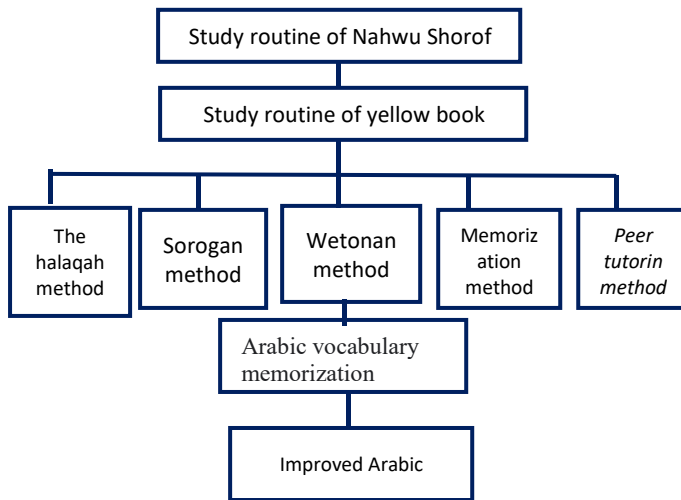 Study routine of Nahwu Shorof
Study routine of yellow book
The
halaqah
method
Sorogan
method
Wetonan
method
Memoriz
ation
method
Peer
tutorin
method
Arabic vocabulary
memorization
Improved Arabic